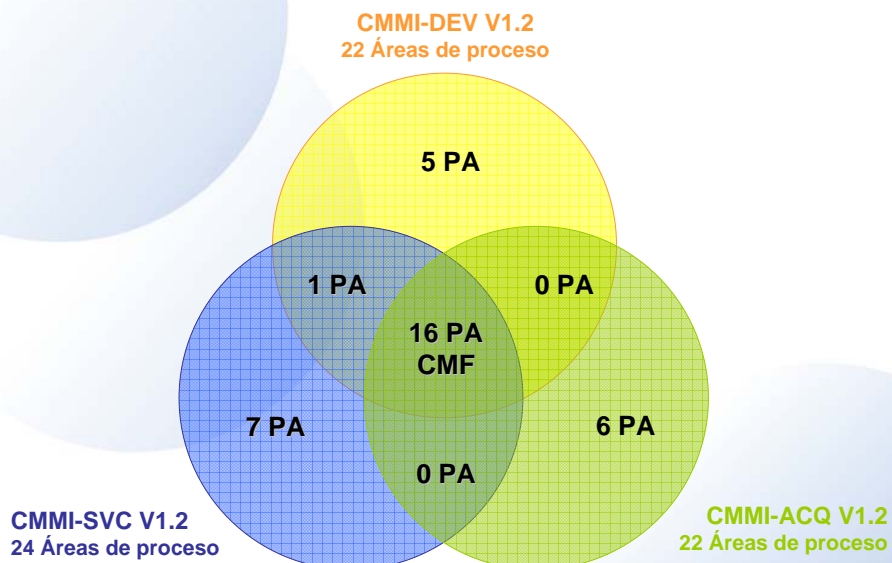 CMMI-DEV V1.2
22 Áreas de proceso
5 PA
1 PA
0 PA
16 PA
CMF
7 PA
6 PA
0 PA
CMMI-SVC V1.2
24 Áreas de proceso
CMMI-ACQ V1.2
22 Áreas de proceso